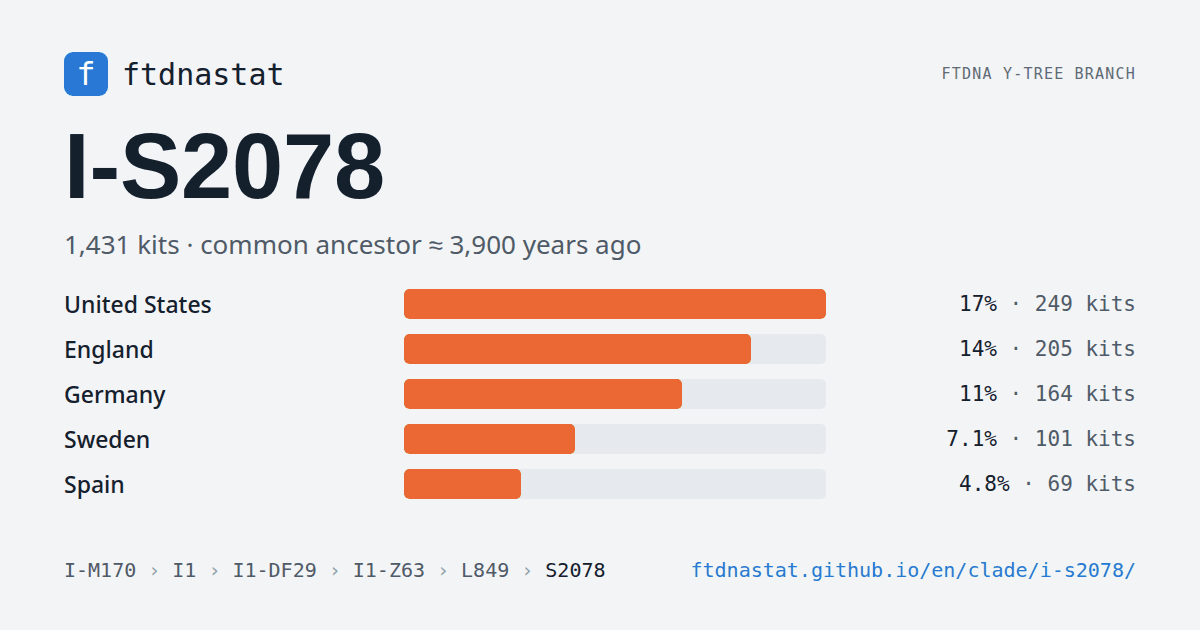 f ftdnastat
FTDNA Y-TREE BRANCH
I-S2078
1,431 kits · common ancestor ≈ 3,900 years ago
United States 17% · 249 kits
England 14% · 205 kits
Germany 11% · 164 kits
Sweden 7.1% · 101 kits
Spain 4.8% · 69 kits
I-M170 › I1 › I1-DF29 › I1-Z63 › L849 › S2078
ftdnastat.github.io/en/clade/i-s2078/